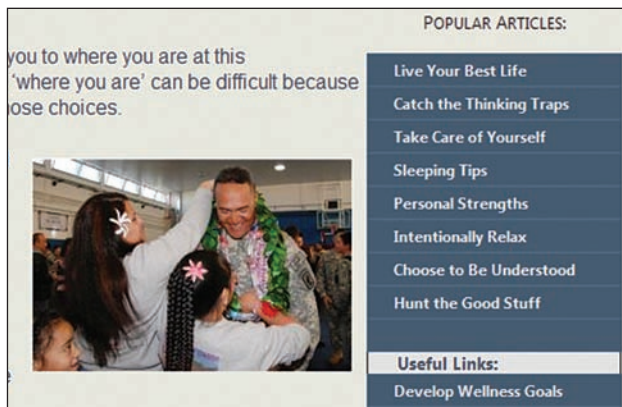 you to where you are at this
'where you are' can be difficult because
hose choices.
POPULAR ARTICLES:
Live Your Best Life
Catch the Thinking Traps
Take Care of Yourself
Sleeping Tips
Personal Strengths
Intentionally Relax
Choose to Be Understood
Hunt the Good Stuff
Useful Links:
Develop Wellness Goals